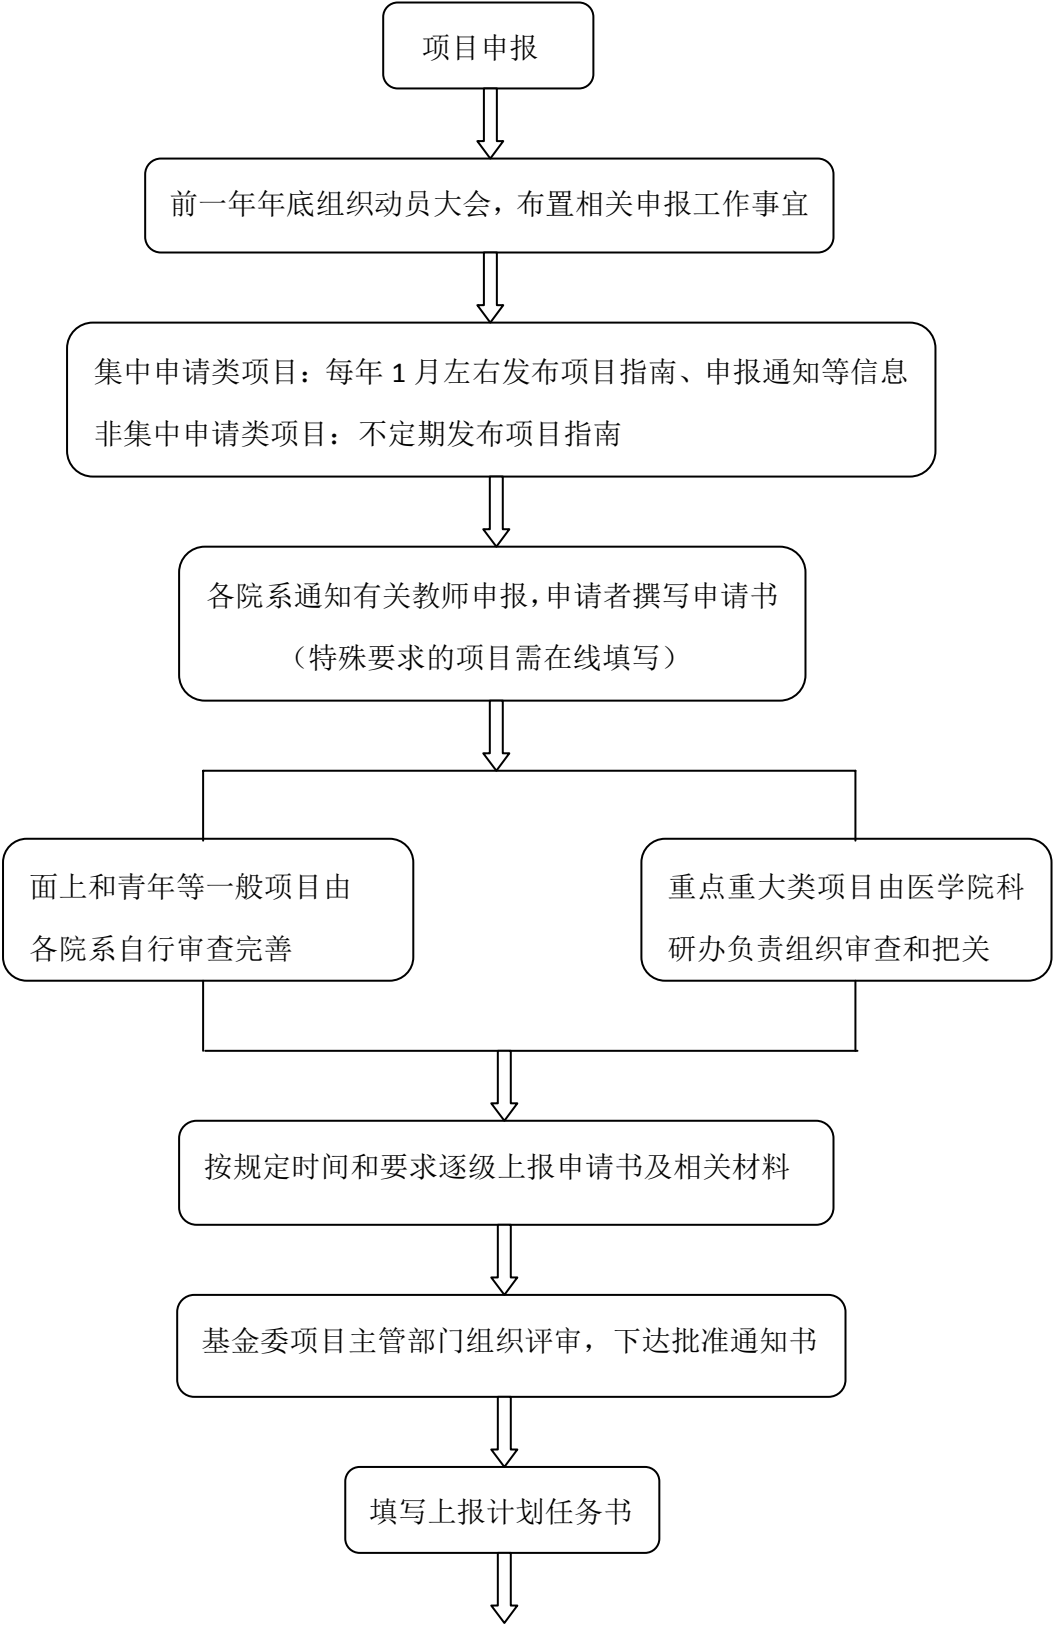 项目申报
前一年年底组织动员大会，布置相关申报工作事宜
集中申请类项目：每年 1 月左右发布项目指南、申报通知等信息
非集中申请类项目：不定期发布项目指南
各院系通知有关教师申报，申请者撰写申请书
（特殊要求的项目需在线填写）
面上和青年等一般项目由
各院系自行审查完善
重点重大类项目由医学院科
研办负责组织审查和把关
按规定时间和要求逐级上报申请书及相关材料
基金委项目主管部门组织评审，下达批准通知书
填写上报计划任务书